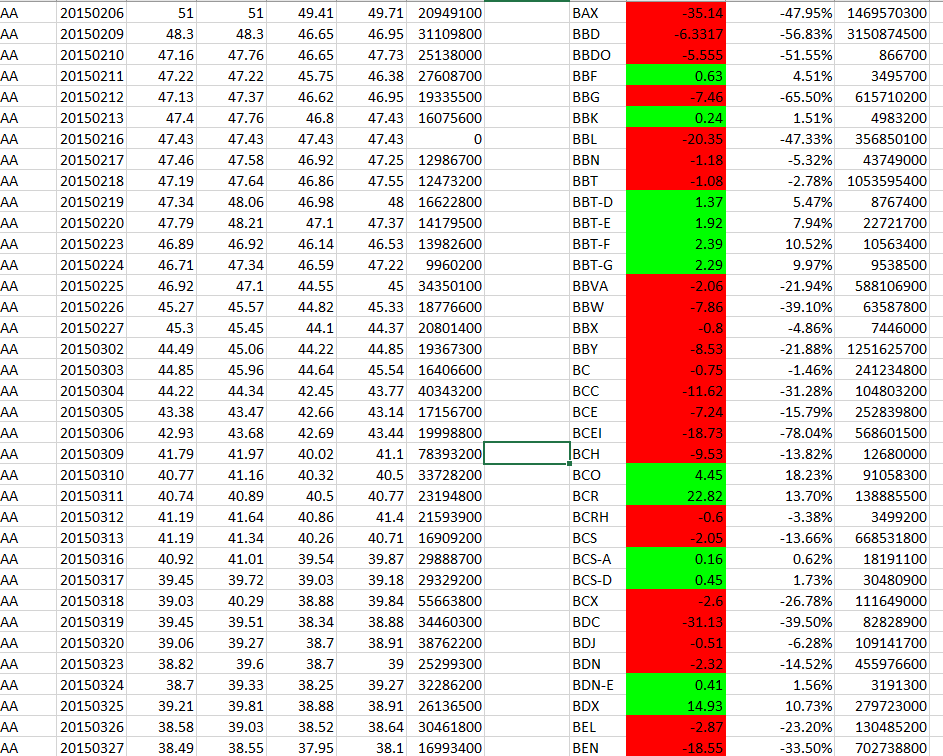 AA 20150206 51 51 49.41 49.71 20949100 BAX -35.14 -47.95% 1469570300
AA 20150209 48.3 48.3 46.65 46.95 31109800 BBD -6.3317 -56.83% 3150874500
AA 20150210 47.16 47.76 46.65 47.73 25138000 BBDO -5.555 -51.55% 866700
AA 20150211 47.22 47.22 45.75 46.38 27608700 BBF 0.63 4.51% 3495700
AA 20150212 47.13 47.37 46.62 46.95 19335500 BBG -7.46 -65.50% 615710200
AA 20150213 47.4 47.76 46.8 47.43 16075600 BBK 0.24 1.51% 4983200
AA 20150216 47.43 47.43 47.43 47.43 0 BBL -20.35 -47.33% 356850100
AA 20150217 47.46 47.58 46.92 47.25 12986700 BBN -1.18 -5.32% 43749000
AA 20150218 47.19 47.64 46.86 47.55 12473200 BBT -1.08 -2.78% 1053595400
AA 20150219 47.34 48.06 46.98 48 16622800 BBT-D 1.37 5.47% 8767400
AA 20150220 47.79 48.21 47.1 47.37 14179500 BBT-E 1.92 7.94% 22721700
AA 20150223 46.89 46.92 46.14 46.53 13982600 BBT-F 2.39 10.52% 10563400
AA 20150224 46.71 47.34 46.59 47.22 9960200 BBT-G 2.29 9.97% 9538500
AA 20150225 46.92 47.1 44.55 45 34350100 BBVA -2.06 -21.94% 588106900
AA 20150226 45.27 45.57 44.82 45.33 18776600 BBW -7.86 -39.10% 63587800
AA 20150227 45.3 45.45 44.1 44.37 20801400 BBX -0.8 -4.86% 7446000
AA 20150302 44.49 45.06 44.22 44.85 19367300 BBY -8.53 -21.88% 1251625700
AA 20150303 44.85 45.96 44.64 45.54 16406600 BC -0.75 -1.46% 241234800
AA 20150304 44.22 44.34 42.45 43.77 40343200 BCC -11.62 -31.28% 104803200
AA 20150305 43.38 43.47 42.66 43.14 17156700 BCE -7.24 -15.79% 252839800
AA 20150306 42.93 43.68 42.69 43.44 19998800 BCEI -18.73 -78.04% 568601500
AA 20150309 41.79 41.97 40.02 41.1 78393200 BCH -9.53 -13.82% 12680000
AA 20150310 40.77 41.16 40.32 40.5 33728200 BCO 4.45 18.23% 91058300
AA 20150311 40.74 40.89 40.5 40.77 23194800 BCR 22.82 13.70% 138885500
AA 20150312 41.19 41.64 40.86 41.4 21593900 BCRH -0.6 -3.38% 3499200
AA 20150313 41.19 41.34 40.26 40.71 16909200 BCS -2.05 -13.66% 668531800
AA 20150316 40.92 41.01 39.54 39.87 29888700 BCS-A 0.16 0.62% 18191100
AA 20150317 39.45 39.72 39.03 39.18 29329200 BCS-D 0.45 1.73% 30480900
AA 20150318 39.03 40.29 38.88 39.84 55663800 BCX -2.6 -26.78% 111649000
AA 20150319 39.45 39.51 38.34 38.88 34460300 BDC -31.13 -39.50% 82828900
AA 20150320 39.06 39.27 38.7 38.91 38762200 BDJ -0.51 -6.28% 109141700
AA 20150323 38.82 39.6 38.7 39 25299300 BDN -2.32 -14.52% 455976600
AA 20150324 38.7 39.33 38.25 39.27 32286200 BDN-E 0.41 1.56% 3191300
AA 20150325 39.21 39.81 38.88 38.91 26136500 BDX 14.93 10.73% 279723000
AA 20150326 38.58 39.03 38.52 38.64 30461800 BEL -2.87 -23.20% 130485200
AA 20150327 38.49 38.55 37.95 38.1 16993400 BEN -18.55 -33.50% 702738800